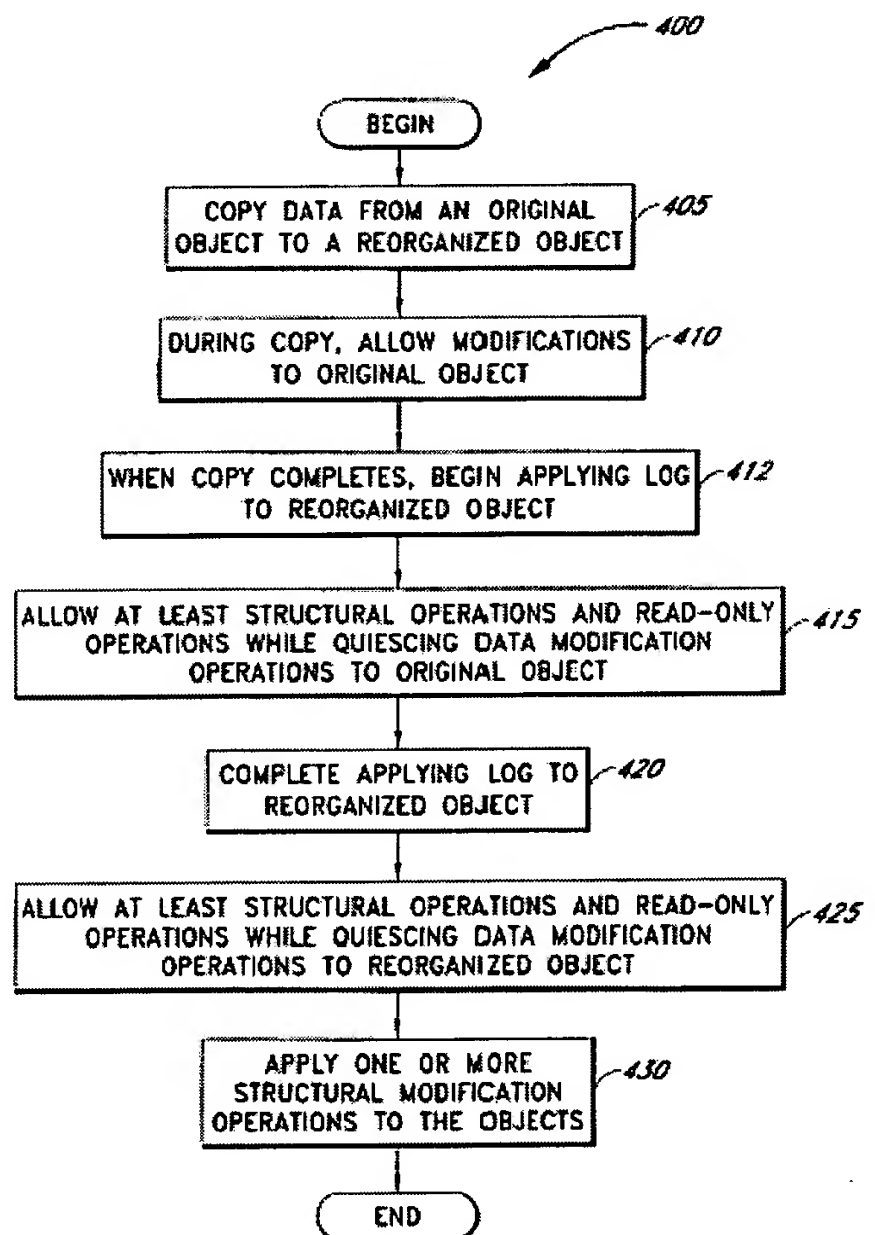 400
BEGIN
COPY DATA FROM AN ORIGINAL
OBJECT TO A REORGANIZED OBJECT
405
DURING COPY, ALLOW MODIFICATIONS
TO ORIGINAL OBJECT
410
WHEN COPY COMPLETES, BEGIN APPLYING LOG
TO REORGANIZED OBJECT
412
ALLOW AT LEAST STRUCTURAL OPERATIONS AND READ-ONLY
OPERATIONS WHILE QUIESCING DATA MODIFICATION
OPERATIONS TO ORIGINAL OBJECT
415
COMPLETE APPLYING LOG TO
REORGANIZED OBJECT
420
ALLOW AT LEAST STRUCTURAL OPERATIONS AND READ-ONLY
OPERATIONS WHILE QUIESCING DATA MODIFICATION
OPERATIONS TO REORGANIZED OBJECT
425
APPLY ONE OR MORE
STRUCTURAL MODIFICATION
OPERATIONS TO THE OBJECTS
430
END